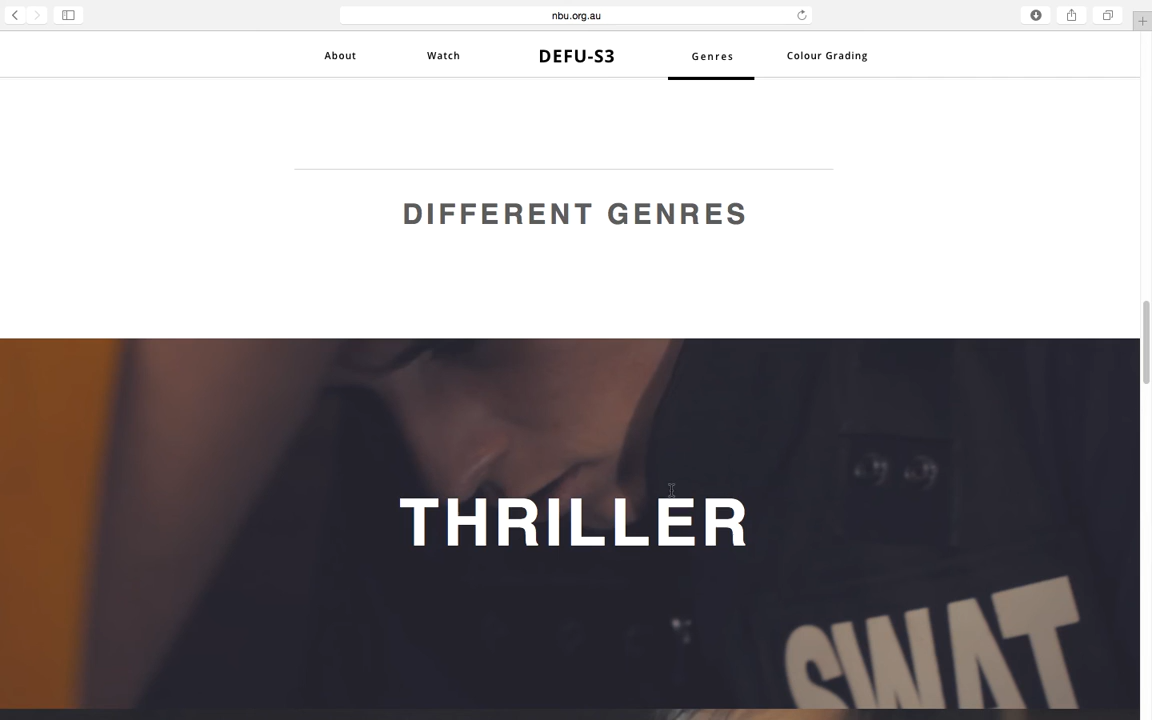 nbu.org.au
About
Watch
DEFU-S3
Genres
Colour Grading
DIFFERENT GENRES
THRILLER
SWAT